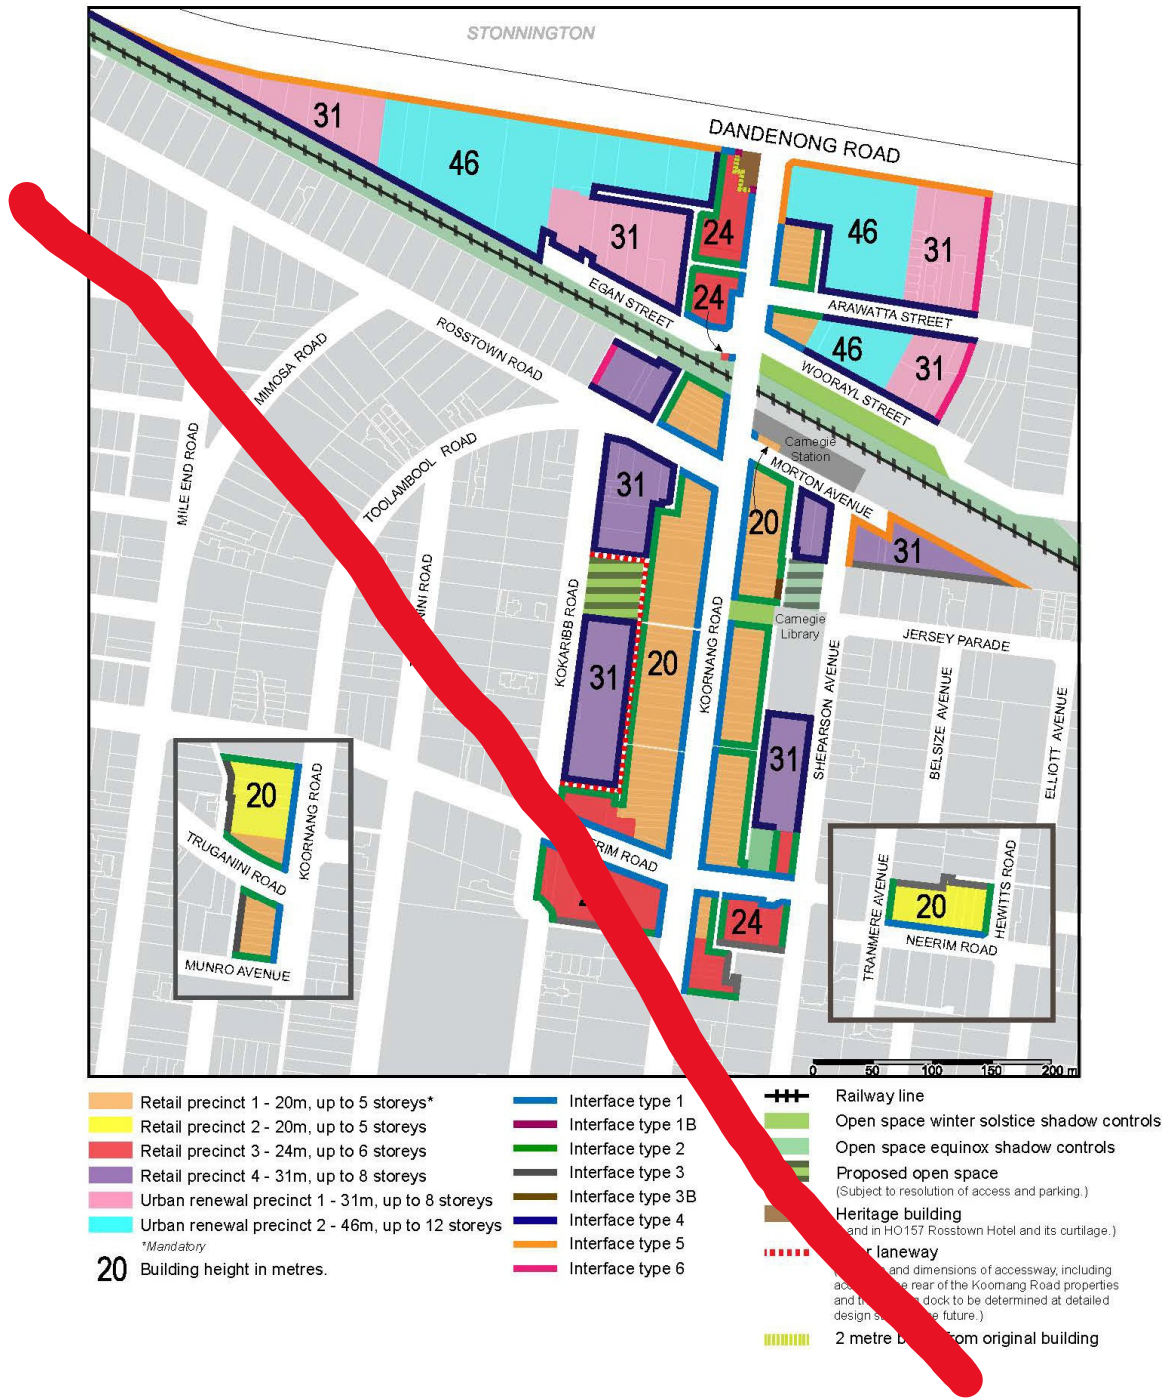 STONNINGTON
DANDENONG ROAD
31
46
31
24
24
46
31
ARAWATTA STREET
46
31
EGAN STREET
WOORAYL STREET
ROSSTOWN ROAD
MIMOSA ROAD
MILE END ROAD
TOOLAMBOOL ROAD
Carnegie
Station
MORTON AVENUE
31
20
31
KOKARIBB ROAD
KOORNANG ROAD
Carnegie
Library
JERSEY PARADE
20
31
31
SHEPARSON AVENUE
BELSIZE AVENUE
ELLIOTT AVENUE
ROAD
24
20
KOORNANG ROAD
TRUGANINI ROAD
MUNRO AVENUE
TRANMERE AVENUE
20
HEWITTS ROAD
NEERIM ROAD
0 50 100 150 200 m
Retail precinct 1 - 20m, up to 5 storeys*
Retail precinct 2 - 20m, up to 5 storeys
Retail precinct 3 - 24m, up to 6 storeys
Retail precinct 4 - 31m, up to 8 storeys
Urban renewal precinct 1 - 31m, up to 8 storeys
Urban renewal precinct 2 - 46m, up to 12 storeys
*Mandatory
20 Building height in metres.
Interface type 1
Interface type 1B
Interface type 2
Interface type 3
Interface type 3B
Interface type 4
Interface type 5
Interface type 6
Railway line
Open space winter solstice shadow controls
Open space equinox shadow controls
Proposed open space
(Subject to resolution of access and parking.)
Heritage building
and in HO157 Rosstown Hotel and its curtilage.)
laneway
and dimensions of accessway, including
rear of the Koornang Road properties
and dock to be determined at detailed
design future.)
2 metre from original building